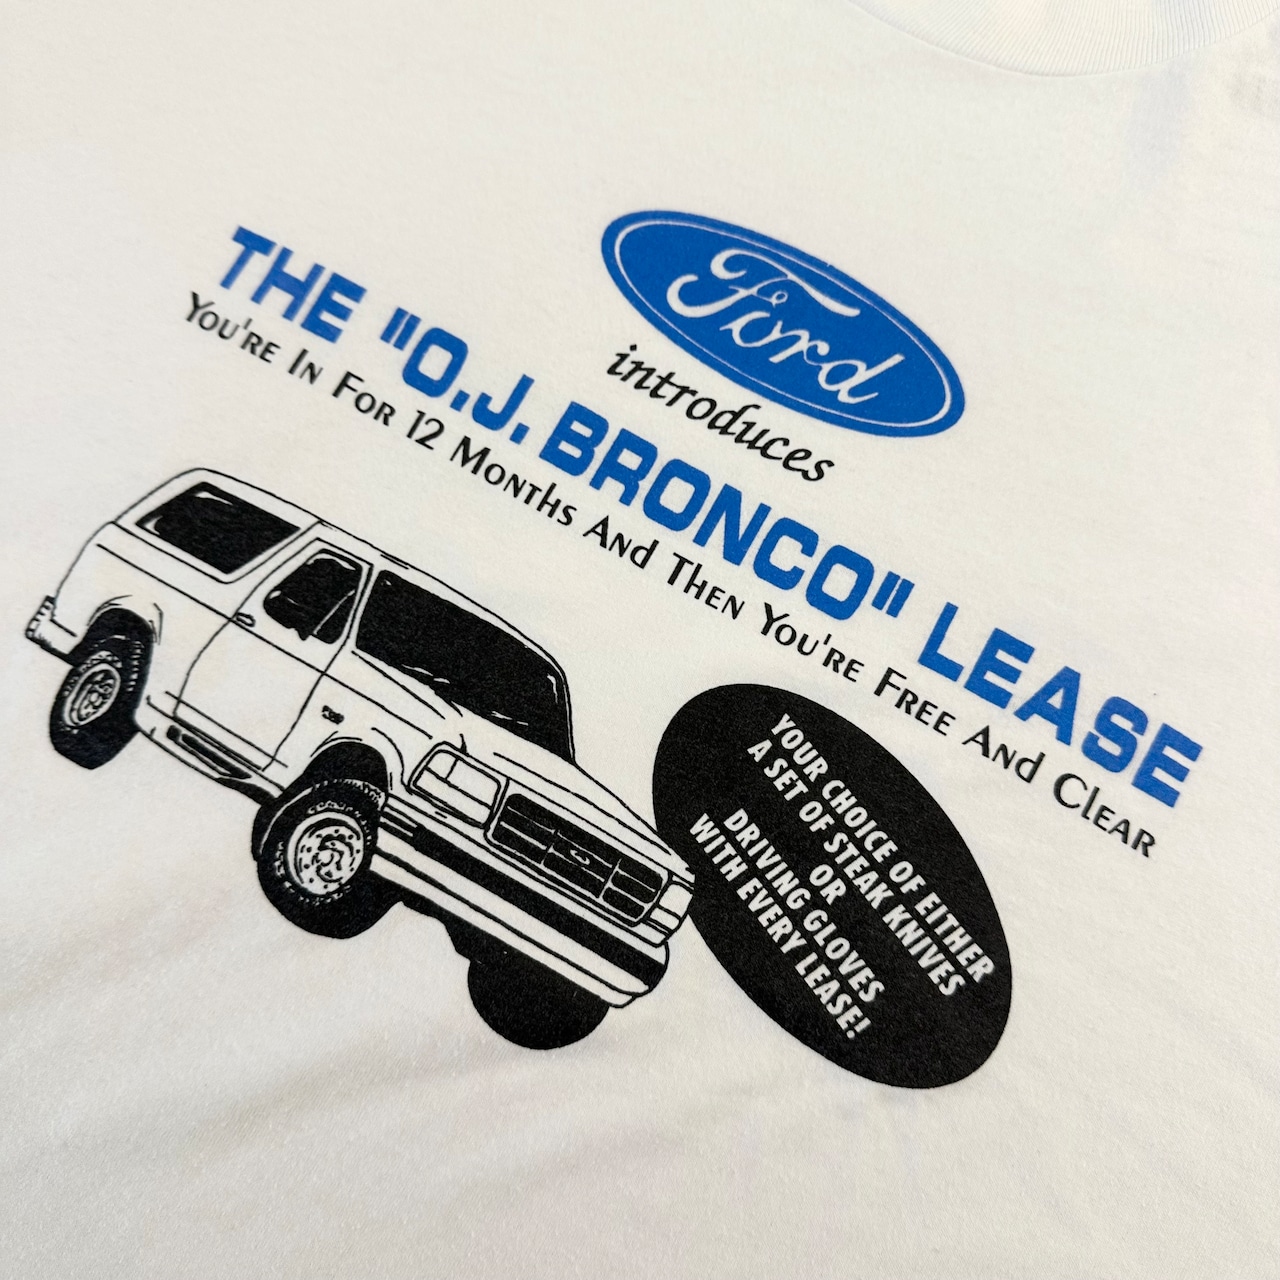 Ford
introduces
THE "O.J. BRONCO" LEASE
You're In For 12 Months And Then You're Free And Clear
YOUR CHOICE OF EITHER
A SET OF STEAK KNIVES
OR
DRIVING GLOVES
WITH EVERY LEASE!